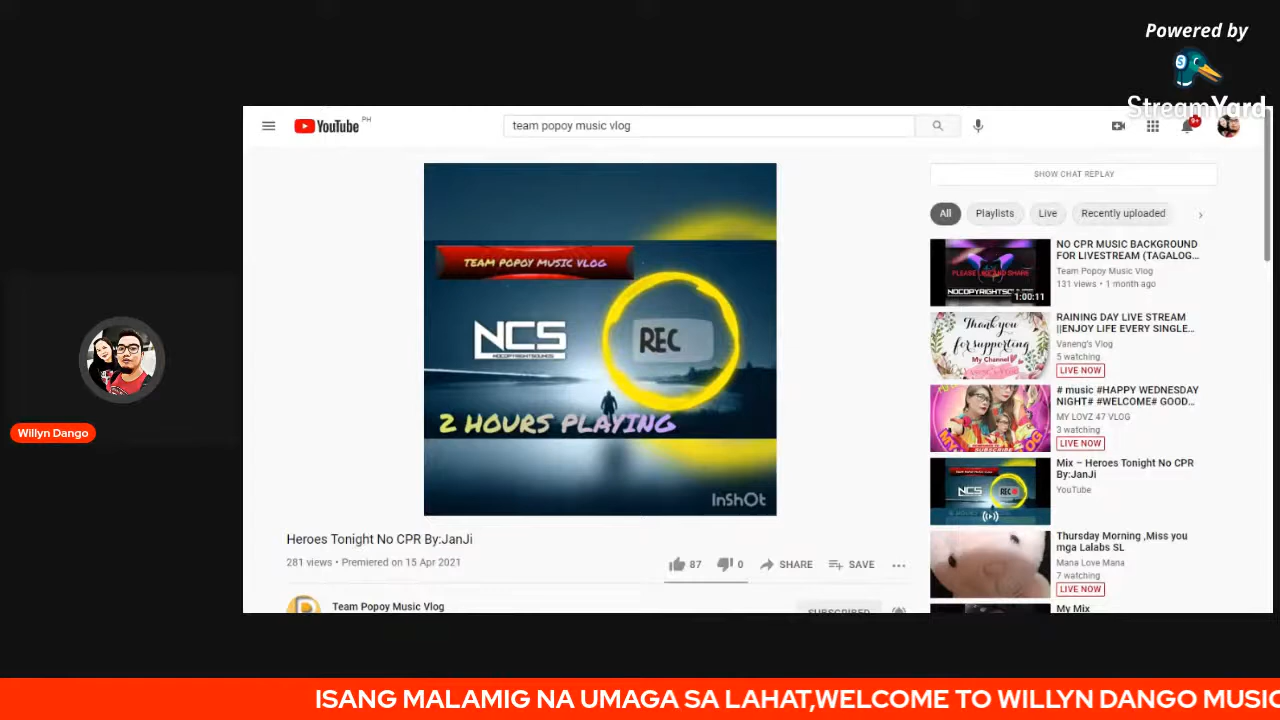 Powered by
S
StreamYard
YouTube PH
team popoy music vlog
9+
TEAM POPOY MUSIC VLOG
NCS
NOCOPYRIGHTSOUNDS
REC
2 HOURS PLAYING
InShOt
Heroes Tonight No CPR By:JanJi
281 views • Premiered on 15 Apr 2021
87
0
SHARE
SAVE
Team Popoy Music Vlog
SUBSCRIBED
SHOW CHAT REPLAY
All
Playlists
Live
Recently uploaded
PLEASE LIKE AND SHARE
1:00:11
NO CPR MUSIC BACKGROUND
FOR LIVESTREAM (TAGALOG...
Team Popoy Music Vlog
131 views • 1 month ago
Thank you
for supporting
My Channel
RAINING DAY LIVE STREAM
||ENJOY LIFE EVERY SINGLE...
Vaneng's Vlog
5 watching
LIVE NOW
# music #HAPPY WEDNESDAY
NIGHT# #WELCOME# GOOD...
MY LOVZ 47 VLOG
3 watching
LIVE NOW
NCS
REC
Mix – Heroes Tonight No CPR
By:JanJi
YouTube
Thursday Morning ,Miss you
mga Lalabs SL
Mana Love Mana
7 watching
LIVE NOW
My Mix
Willyn Dango
ISANG MALAMIG NA UMAGA SA LAHAT,WELCOME TO WILLYN DANGO MUSIC